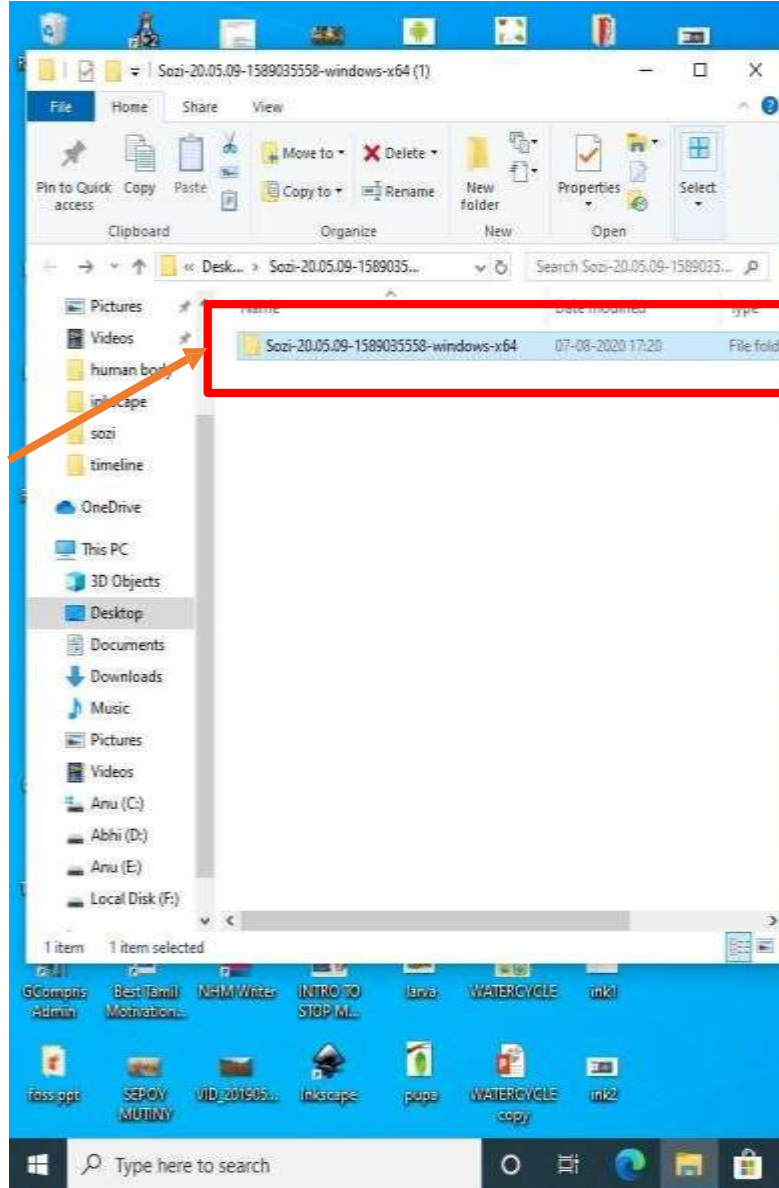 Sozi-20.05.09-1589035558-windows-x64 (1)
File Home Share View
Pin to Quick access
Copy
Paste
Move to
Copy to
Delete
Rename
New folder
Properties
Select
Clipboard Organize New Open
« Desk... > Sozi-20.05.09-1589035...
Search Sozi-20.05.09-1589035...
Name Date modified Type
Sozi-20.05.09-1589035558-windows-x64 07-08-2020 17:20 File fold
Pictures
Videos
human body
inkscape
sozi
timeline
OneDrive
This PC
3D Objects
Desktop
Documents
Downloads
Music
Pictures
Videos
Anu (C:)
Abhi (D:)
Anu (E:)
Local Disk (F:)
1 item 1 item selected
GCompris Admin
Best Tamil Motivation...
NHM Writer
INTRO TO STOP M...
larva
WATERCYCLE
ink1
foss ppt
SEPOY MUTINY
VID_201905...
Inkscape
pupa
WATERCYCLE copy
ink2
Type here to search